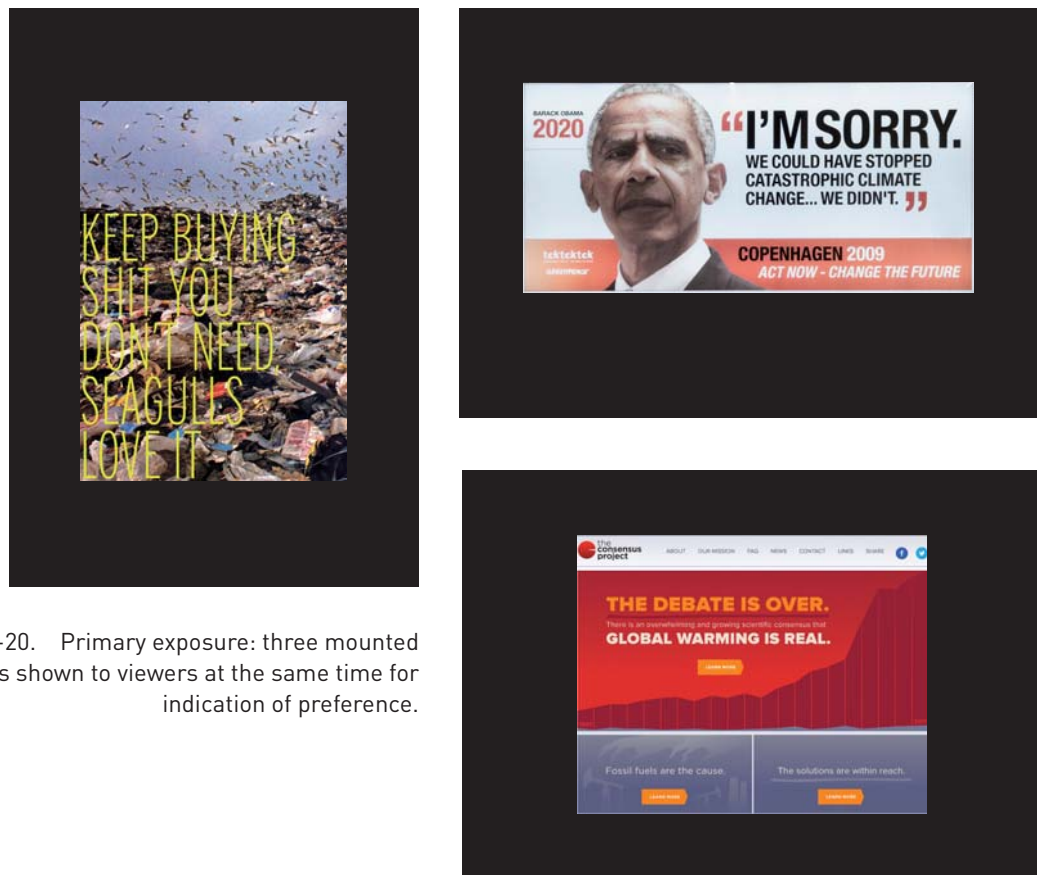 KEEP BUYING
SHIT YOU
DON'T NEED
SEAGULLS
LOVE IT
BARACK OBAMA
2020
“I'M SORRY.
WE COULD HAVE STOPPED
CATASTROPHIC CLIMATE
CHANGE... WE DIDN'T.”
tcktcktck
GREENPEACE
COPENHAGEN 2009
ACT NOW - CHANGE THE FUTURE
the
consensus
project
ABOUT OUR MISSION FAQ NEWS CONTACT LINKS SHARE
THE DEBATE IS OVER.
There is an overwhelming and growing scientific consensus that
GLOBAL WARMING IS REAL.
LEARN MORE
Fossil fuels are the cause.
LEARN MORE
The solutions are within reach.
LEARN MORE
-20. Primary exposure: three mounted
s shown to viewers at the same time for
indication of preference.